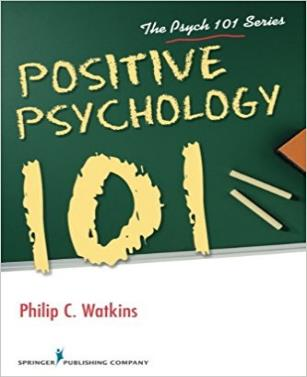 The Psych 101 Series
POSITIVE
PSYCHOLOGY
101
Philip C. Watkins
SPRINGER PUBLISHING COMPANY